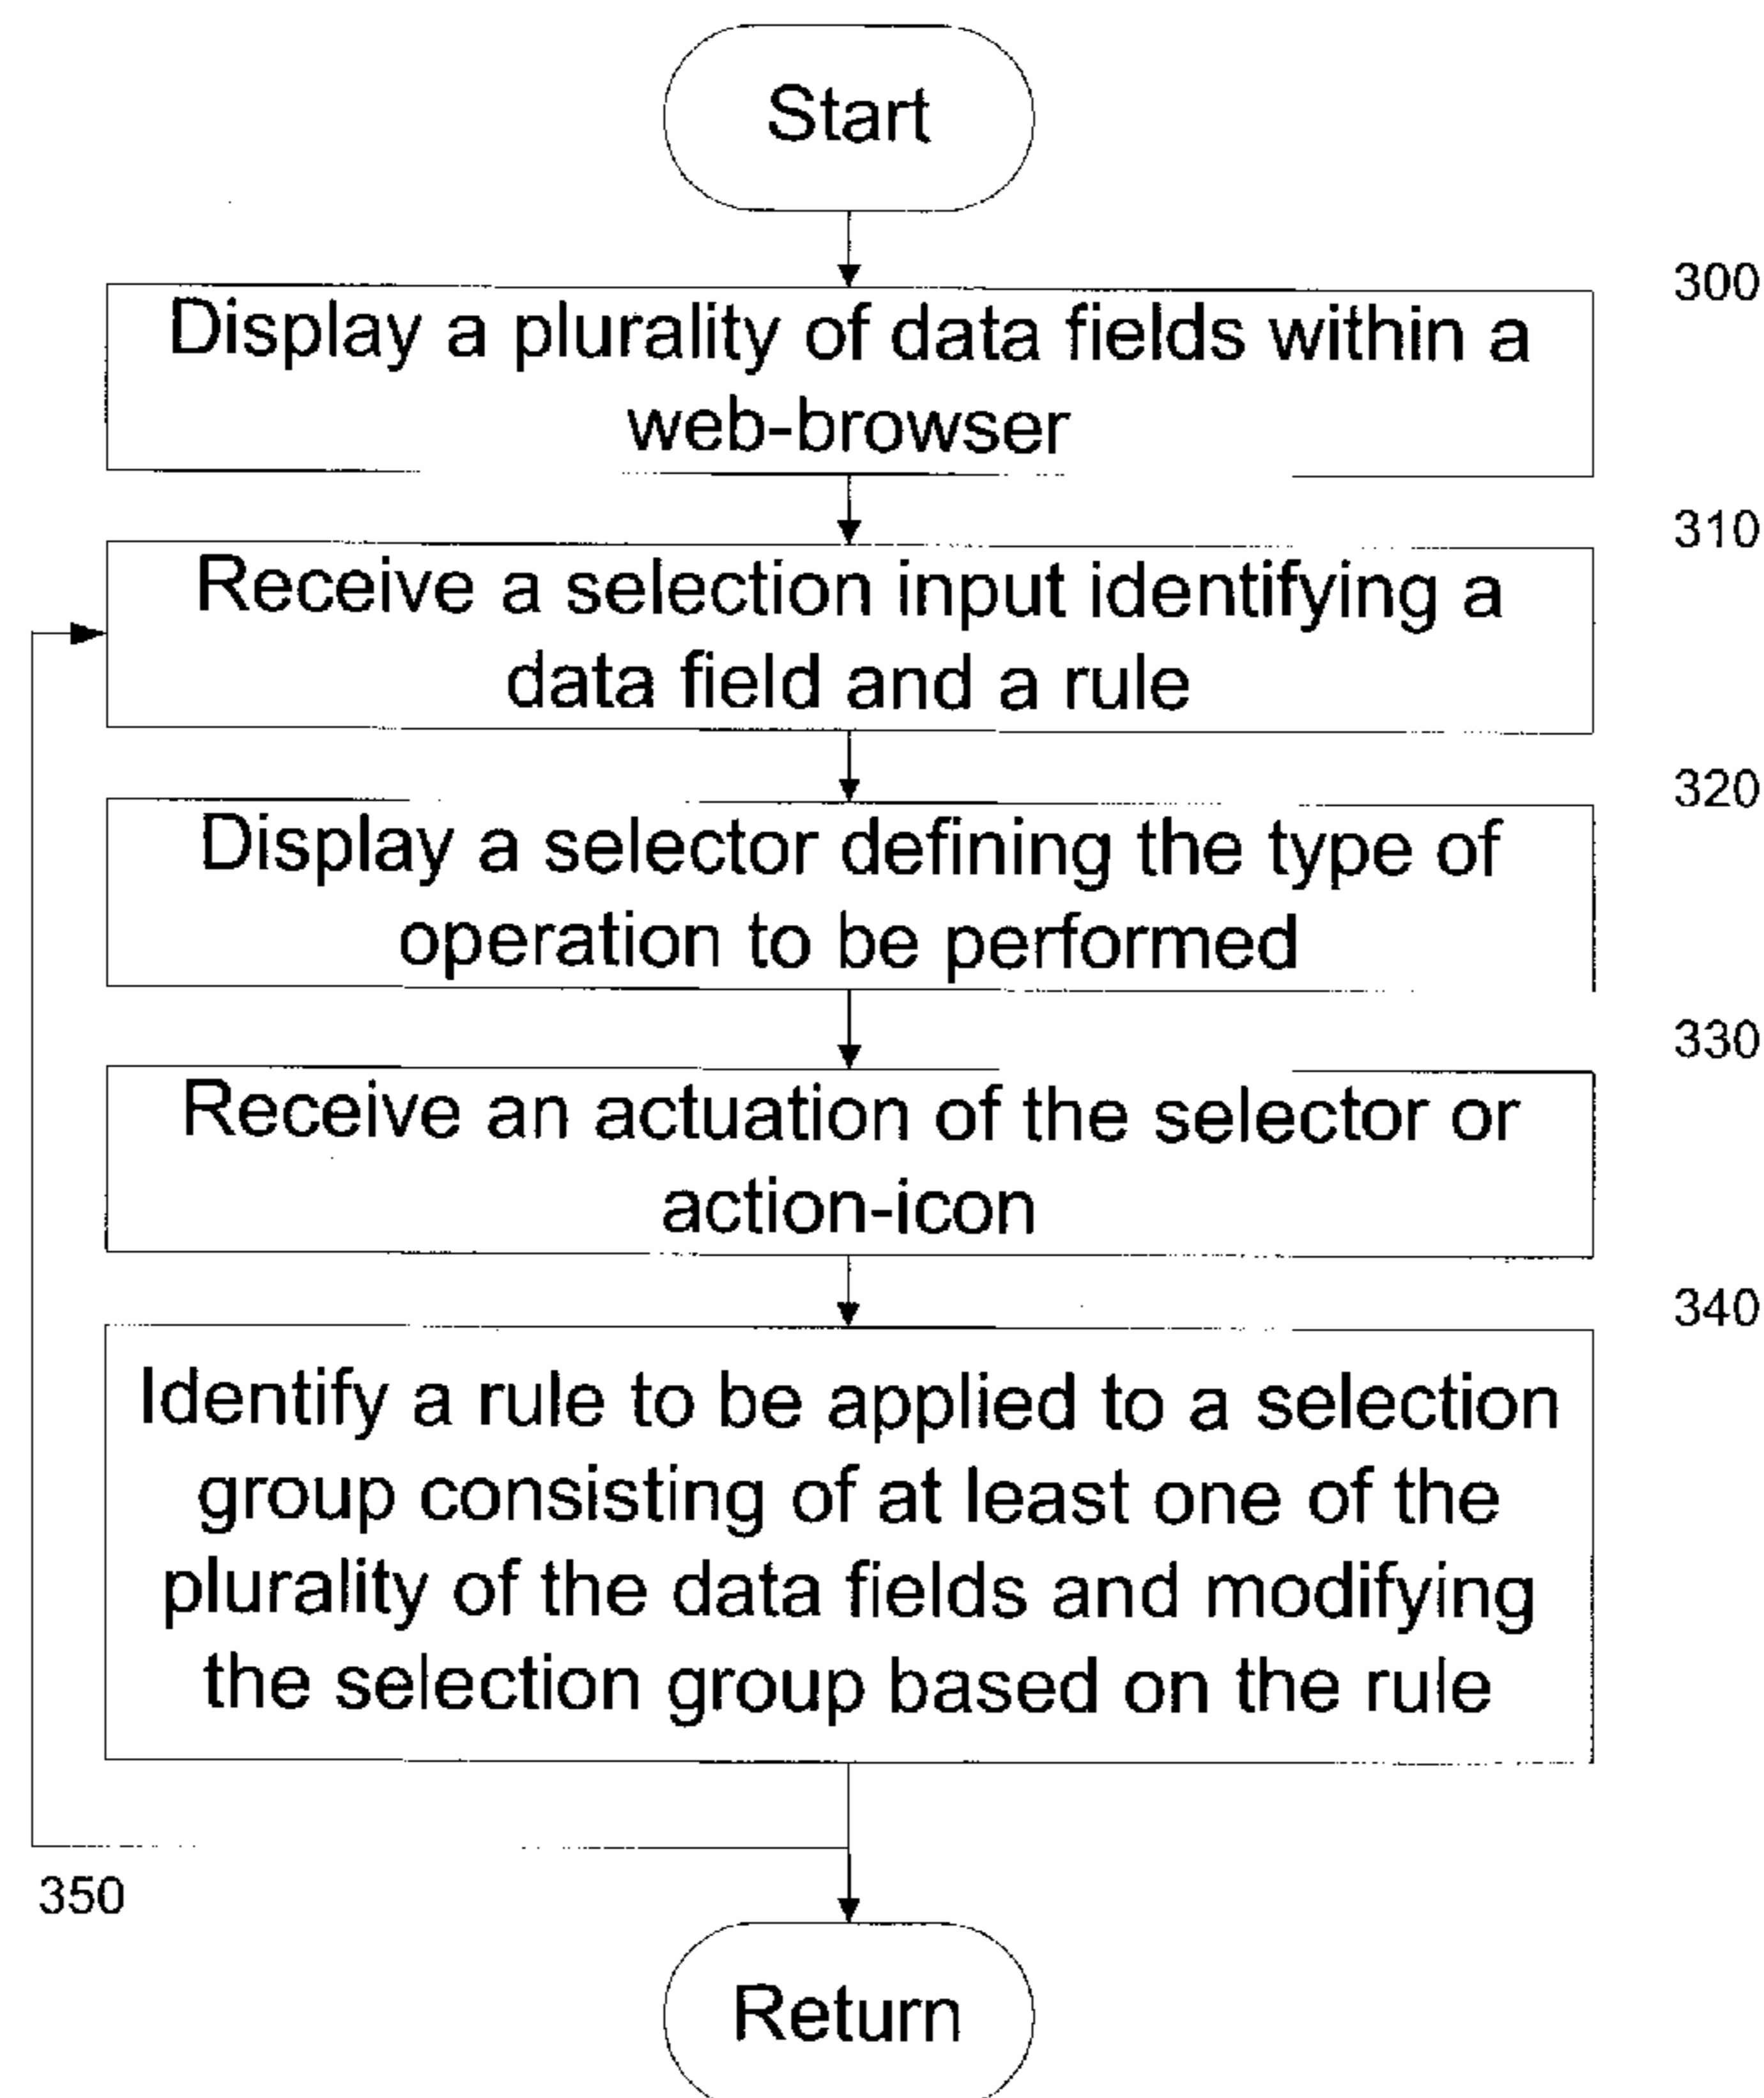 Start
300
Display a plurality of data fields within a
web-browser
310
Receive a selection input identifying a
data field and a rule
320
Display a selector defining the type of
operation to be performed
330
Receive an actuation of the selector or
action-icon
340
Identify a rule to be applied to a selection
group consisting of at least one of the
plurality of the data fields and modifying
the selection group based on the rule
350
Return